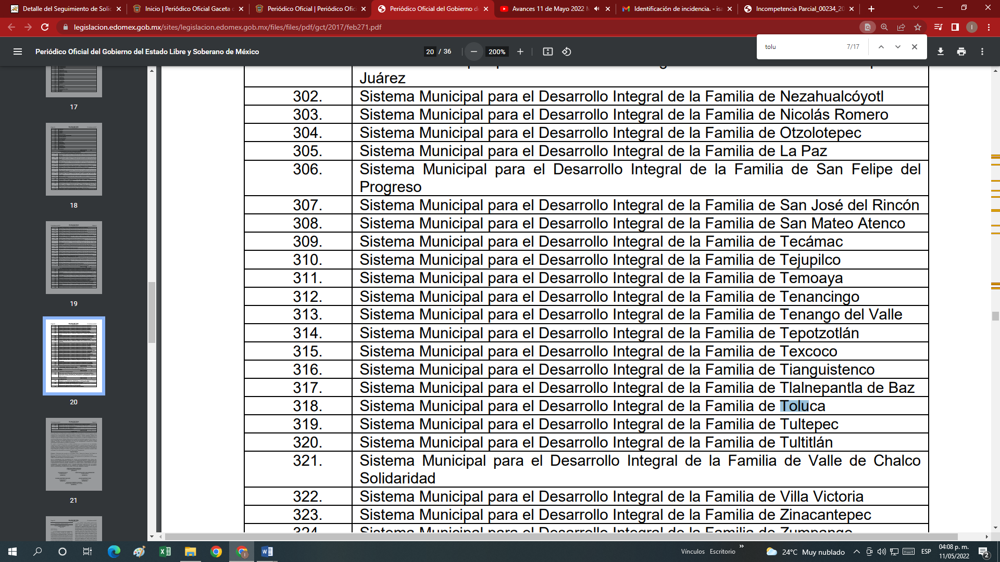 Detalle del Seguimiento de Solic
Inicio | Periódico Oficial Gaceta
Periódico Oficial | Periódico Ofic
Periódico Oficial del Gobierno d
Avances 11 de Mayo 2022
Identificación de incidencia. - isa
Incompetencia Parcial_00234_20
legislacion.edomex.gob.mx/sites/legislacion.edomex.gob.mx/files/files/pdf/gct/2017/feb271.pdf
I
Periódico Oficial del Gobierno del Estado Libre y Soberano de México
20 / 36
200%
tolu
7/17
17
18
19
20
21
Juárez
302. Sistema Municipal para el Desarrollo Integral de la Familia de Nezahualcóyotl
303. Sistema Municipal para el Desarrollo Integral de la Familia de Nicolás Romero
304. Sistema Municipal para el Desarrollo Integral de la Familia de Otzolotepec
305. Sistema Municipal para el Desarrollo Integral de la Familia de La Paz
306. Sistema Municipal para el Desarrollo Integral de la Familia de San Felipe del
Progreso
307. Sistema Municipal para el Desarrollo Integral de la Familia de San José del Rincón
308. Sistema Municipal para el Desarrollo Integral de la Familia de San Mateo Atenco
309. Sistema Municipal para el Desarrollo Integral de la Familia de Tecámac
310. Sistema Municipal para el Desarrollo Integral de la Familia de Tejupilco
311. Sistema Municipal para el Desarrollo Integral de la Familia de Temoaya
312. Sistema Municipal para el Desarrollo Integral de la Familia de Tenancingo
313. Sistema Municipal para el Desarrollo Integral de la Familia de Tenango del Valle
314. Sistema Municipal para el Desarrollo Integral de la Familia de Tepotzotlán
315. Sistema Municipal para el Desarrollo Integral de la Familia de Texcoco
316. Sistema Municipal para el Desarrollo Integral de la Familia de Tianguistenco
317. Sistema Municipal para el Desarrollo Integral de la Familia de Tlalnepantla de Baz
318. Sistema Municipal para el Desarrollo Integral de la Familia de Toluca
319. Sistema Municipal para el Desarrollo Integral de la Familia de Tultepec
320. Sistema Municipal para el Desarrollo Integral de la Familia de Tultitlán
321. Sistema Municipal para el Desarrollo Integral de la Familia de Valle de Chalco
Solidaridad
322. Sistema Municipal para el Desarrollo Integral de la Familia de Villa Victoria
323. Sistema Municipal para el Desarrollo Integral de la Familia de Zinacantepec
324. Sistema Municipal para el Desarrollo Integral de la Familia de Zumpango
Vínculos Escritorio
24°C Muy nublado
ESP
04:08 p. m.
11/05/2022
2